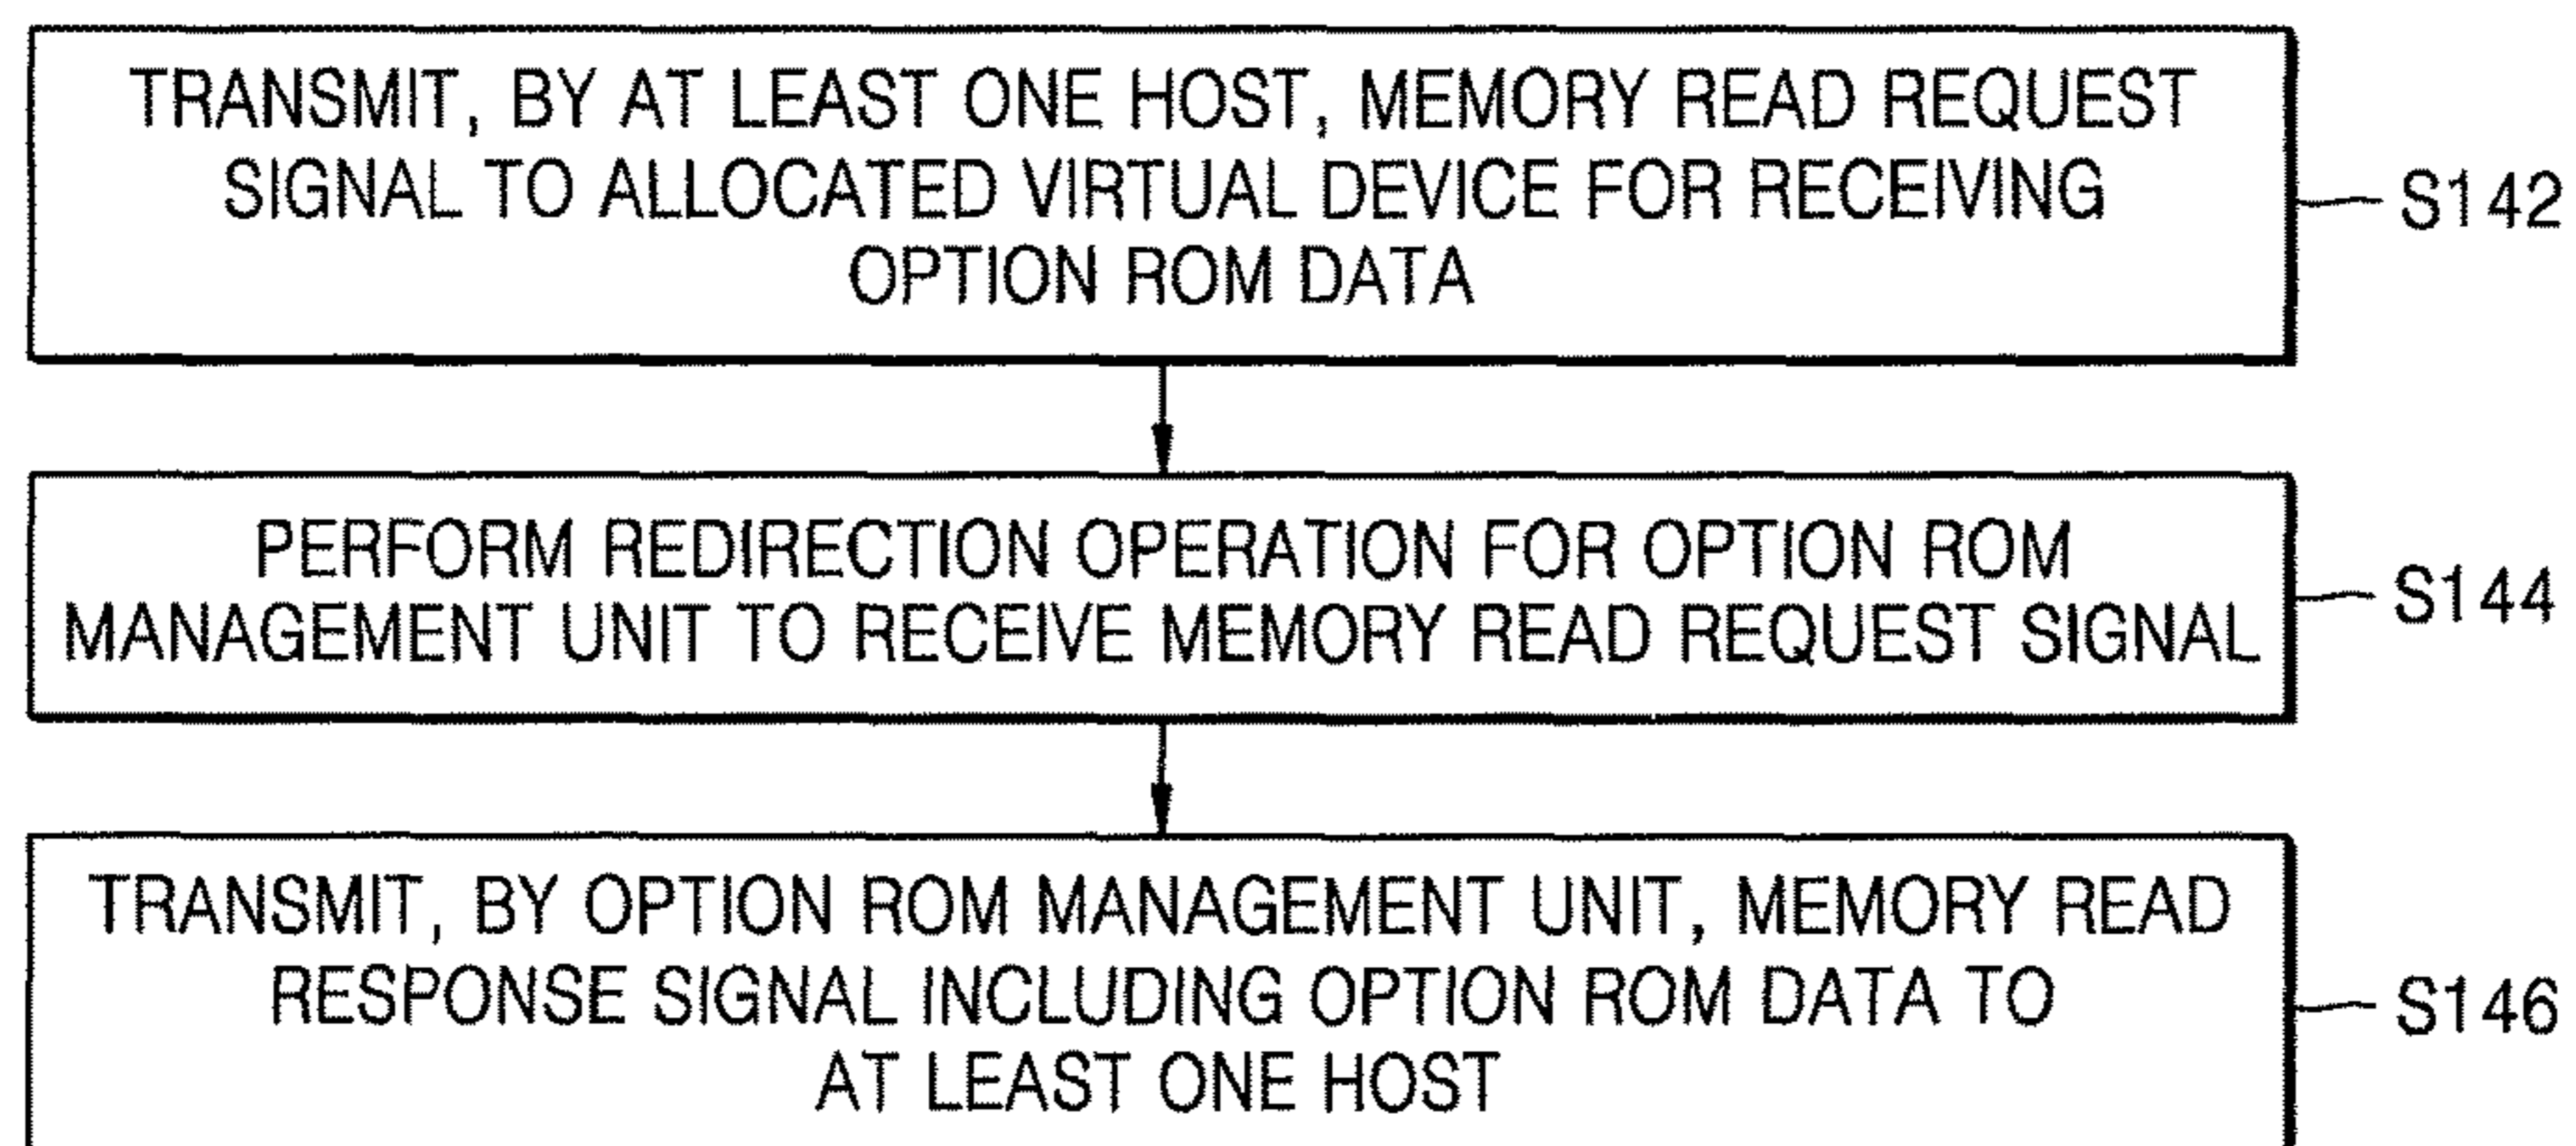 TRANSMIT, BY AT LEAST ONE HOST, MEMORY READ REQUEST
SIGNAL TO ALLOCATED VIRTUAL DEVICE FOR RECEIVING
OPTION ROM DATA
S142
PERFORM REDIRECTION OPERATION FOR OPTION ROM
MANAGEMENT UNIT TO RECEIVE MEMORY READ REQUEST SIGNAL
S144
TRANSMIT, BY OPTION ROM MANAGEMENT UNIT, MEMORY READ
RESPONSE SIGNAL INCLUDING OPTION ROM DATA TO
AT LEAST ONE HOST
S146